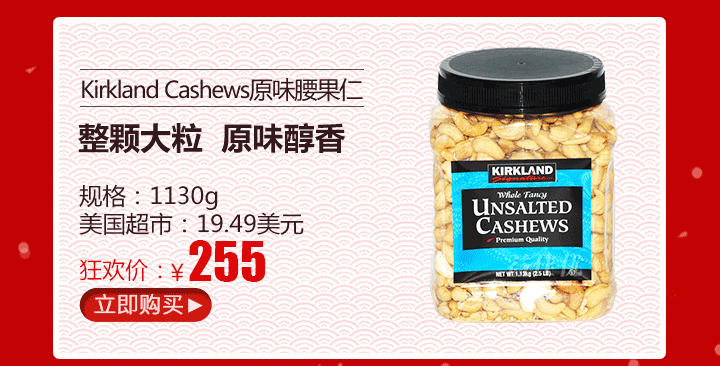 Kirkland Cashews原味腰果仁
整颗大粒 原味醇香
规格：1130g
美国超市：19.49美元
狂欢价：¥255
立即购买
KIRKLAND
Signature
Whole Fancy
UNSALTED
CASHEWS
Premium Quality
NET WT 1.13kg (2.5 LB)